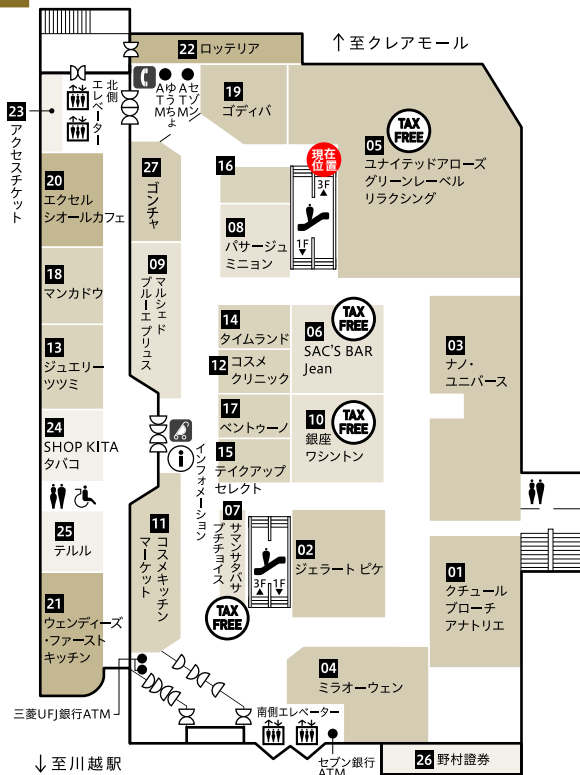 22 ロッテリア
↑至クレアモール
北側
エレベーター
ゆうちょ
ATM
セゾン
ATM
19
ゴディバ
TAX
FREE
05
ユナイテッドアローズ
グリーンレーベル
リラクシング
23
アクセスチケット
現在
位置
3F
1F
16
27
ゴンチャ
20
エクセル
シオールカフェ
08
パサージュ
ミニョン
09
マルシェド
ブルーエプリュス
18
マンカドウ
14
タイムランド
TAX
FREE
06
SAC'S BAR
Jean
03
ナノ・
ユニバース
13
ジュエリー
ツツミ
12 コスメ
クリニック
17
ベントゥーノ
10
TAX
FREE
銀座
ワシントン
24
SHOP KITA
タバコ
i
インフォメーション
15
テイクアップ
セレクト
25
テルル
11
コスメキッチン
マーケット
07
サマンサタバサ
プチチョイス
TAX
FREE
3F 1F
02
ジェラート ピケ
01
クチュール
ブローチ
アナトリエ
21
ウェンディーズ
・ファースト
キッチン
04
ミラオーウェン
三菱UFJ銀行ATM
南側エレベーター
セブン銀行
ATM
↓至川越駅
26 野村證券